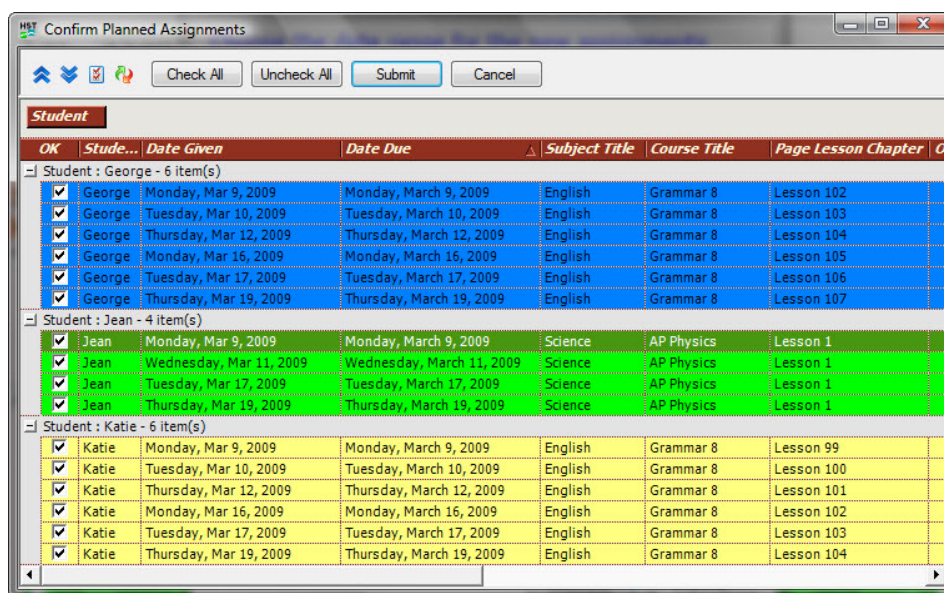 HST Confirm Planned Assignments
Check All Uncheck All Submit Cancel
Student
OK Stude... Date Given Date Due Subject Title Course Title Page Lesson Chapter
Student : George - 6 item(s)
George Monday, Mar 9, 2009 Monday, March 9, 2009 English Grammar 8 Lesson 102
George Tuesday, Mar 10, 2009 Tuesday, March 10, 2009 English Grammar 8 Lesson 103
George Thursday, Mar 12, 2009 Thursday, March 12, 2009 English Grammar 8 Lesson 104
George Monday, Mar 16, 2009 Monday, March 16, 2009 English Grammar 8 Lesson 105
George Tuesday, Mar 17, 2009 Tuesday, March 17, 2009 English Grammar 8 Lesson 106
George Thursday, Mar 19, 2009 Thursday, March 19, 2009 English Grammar 8 Lesson 107
Student : Jean - 4 item(s)
Jean Monday, Mar 9, 2009 Monday, March 9, 2009 Science AP Physics Lesson 1
Jean Wednesday, Mar 11, 2009 Wednesday, March 11, 2009 Science AP Physics Lesson 1
Jean Tuesday, Mar 17, 2009 Tuesday, March 17, 2009 Science AP Physics Lesson 1
Jean Thursday, Mar 19, 2009 Thursday, March 19, 2009 Science AP Physics Lesson 1
Student : Katie - 6 item(s)
Katie Monday, Mar 9, 2009 Monday, March 9, 2009 English Grammar 8 Lesson 99
Katie Tuesday, Mar 10, 2009 Tuesday, March 10, 2009 English Grammar 8 Lesson 100
Katie Thursday, Mar 12, 2009 Thursday, March 12, 2009 English Grammar 8 Lesson 101
Katie Monday, Mar 16, 2009 Monday, March 16, 2009 English Grammar 8 Lesson 102
Katie Tuesday, Mar 17, 2009 Tuesday, March 17, 2009 English Grammar 8 Lesson 103
Katie Thursday, Mar 19, 2009 Thursday, March 19, 2009 English Grammar 8 Lesson 104